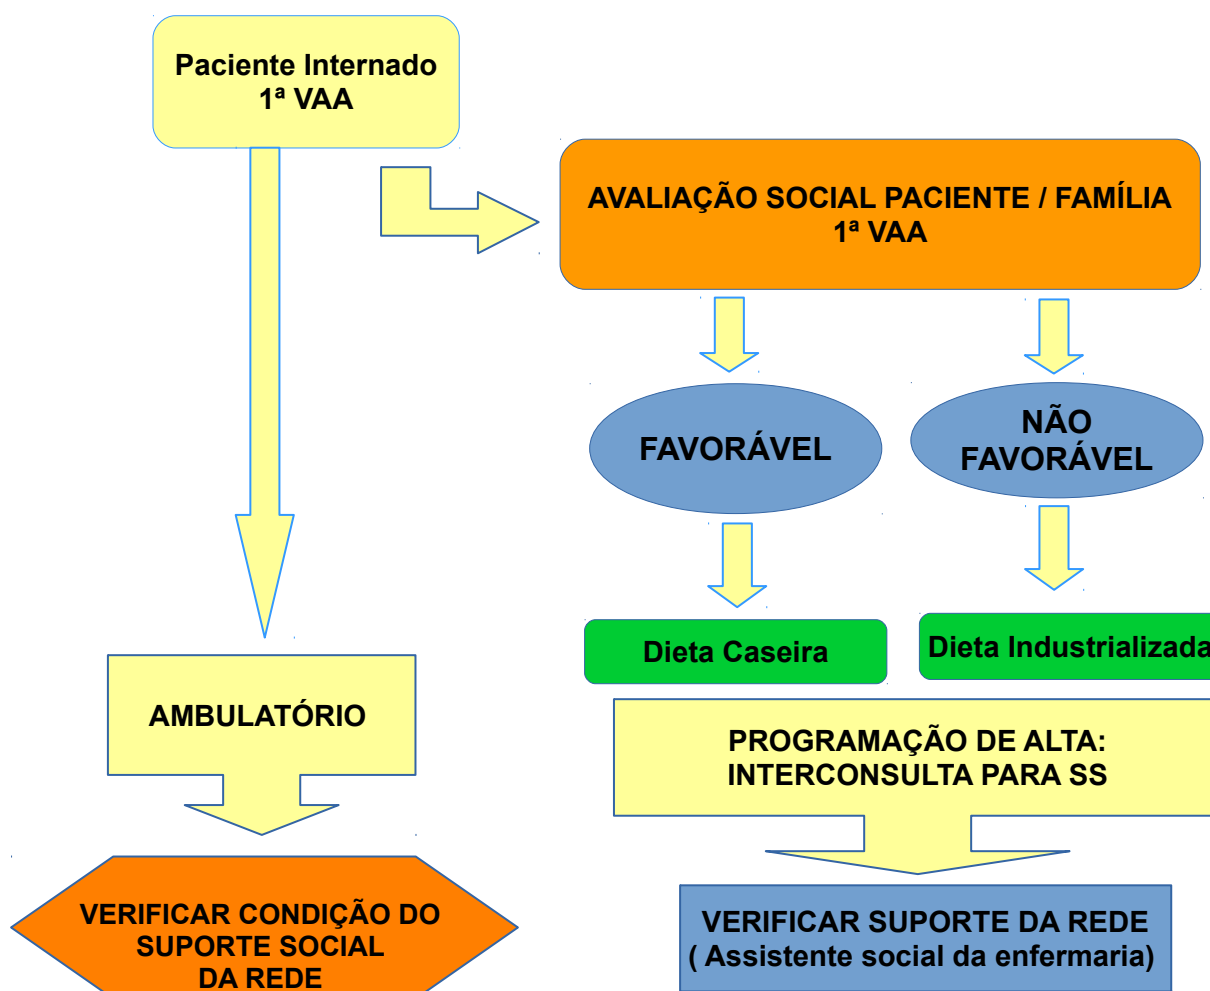 Paciente Internado
1ª VAA
AVALIAÇÃO SOCIAL PACIENTE / FAMÍLIA
1ª VAA
FAVORÁVEL
NÃO
FAVORÁVEL
Dieta Caseira
Dieta Industrializada
AMBULATÓRIO
PROGRAMAÇÃO DE ALTA:
INTERCONSULTA PARA SS
VERIFICAR CONDIÇÃO DO
SUPORTE SOCIAL
DA REDE
VERIFICAR SUPORTE DA REDE
( Assistente social da enfermaria)